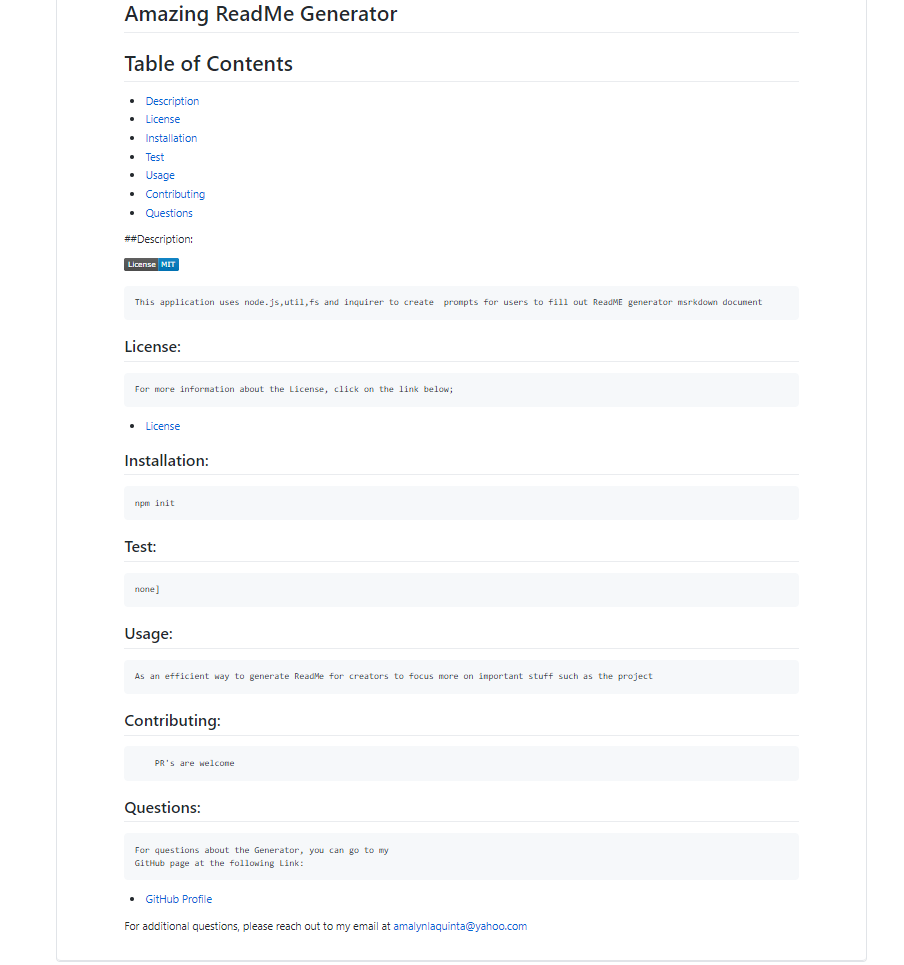 Amazing ReadMe Generator
Table of Contents
Description
License
Installation
Test
Usage
Contributing
Questions
##Description:
License MIT
This application uses node.js,util,fs and inquirer to create  prompts for users to fill out ReadME generator msrkdown document
License:
For more information about the License, click on the link below;
License
Installation:
npm init
Test:
none]
Usage:
As an efficient way to generate ReadMe for creators to focus more on important stuff such as the project
Contributing:
PR's are welcome
Questions:
For questions about the Generator, you can go to my
GitHub page at the following Link:
GitHub Profile
For additional questions, please reach out to my email at amalynlaquinta@yahoo.com